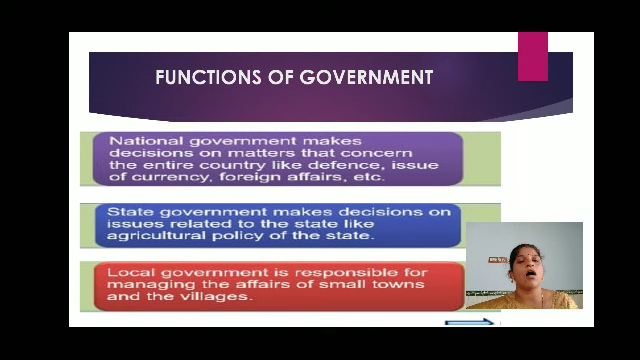 FUNCTIONS OF GOVERNMENT
National government makes
decisions on matters that concern
the entire country like defence, issue
of currency, foreign affairs, etc.
State government makes decisions on
issues related to the state like
agricultural policy of the state.
Local government is responsible for
managing the affairs of small towns
and the villages.